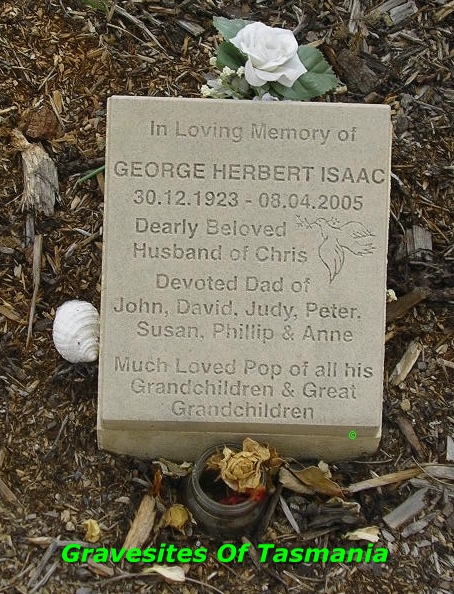 In Loving Memory of
GEORGE HERBERT ISAAC
30.12.1923 - 08.04.2005
Dearly Beloved
Husband of Chris
Devoted Dad of
John, David, Judy, Peter,
Susan, Phillip & Anne
Much Loved Pop of all his
Grandchildren & Great
Grandchildren
©
Gravesites Of Tasmania